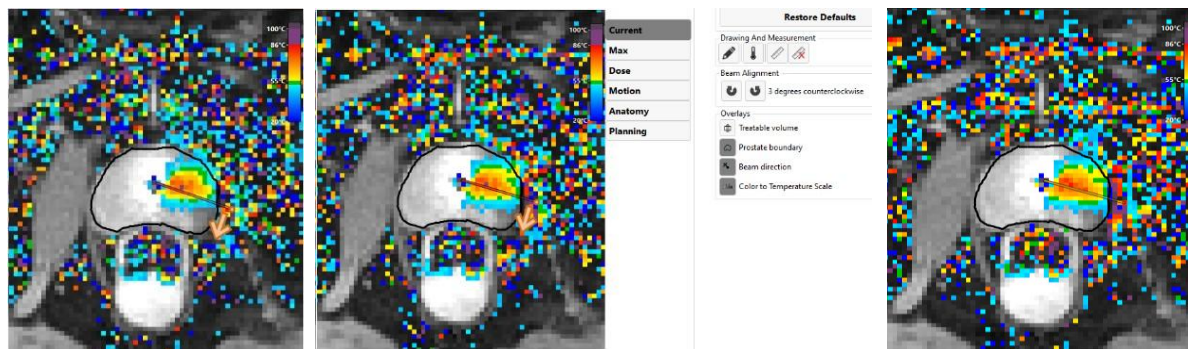 100°C
86°C
55°C
20°C
100°C
86°C
55°C
20°C
Current
Max
Dose
Motion
Anatomy
Planning
Restore Defaults
Drawing And Measurement
Beam Alignment
3 degrees counterclockwise
Overlays
Treatable volume
Prostate boundary
Beam direction
Color to Temperature Scale
100°C
86°C
55°C
20°C